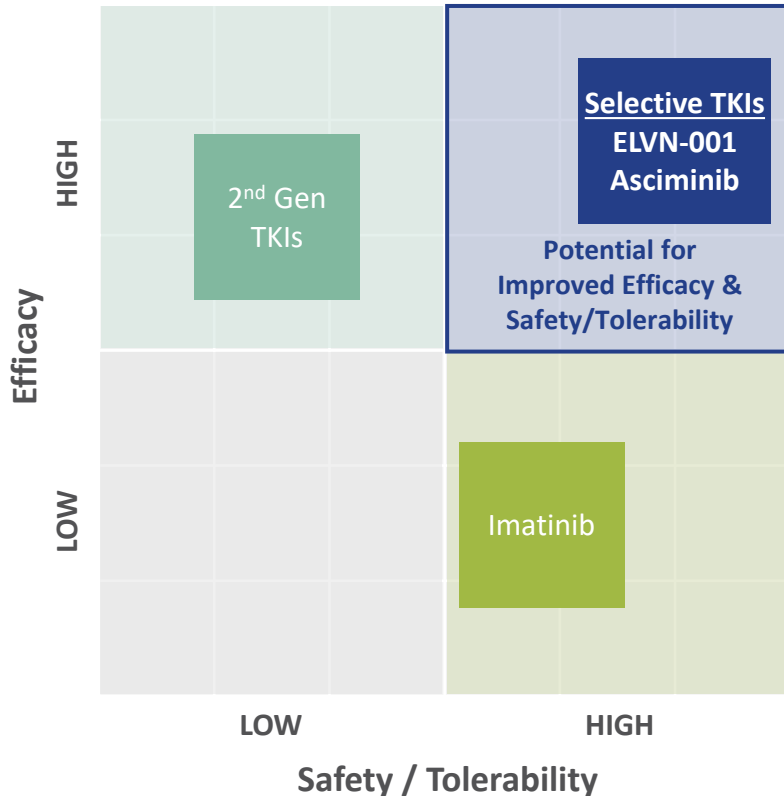 Efficacy
HIGH
LOW
2nd Gen
TKIs
Selective TKIs
ELVN-001
Asciminib
Potential for
Improved Efficacy &
Safety/Tolerability
Imatinib
LOW
HIGH
Safety / Tolerability